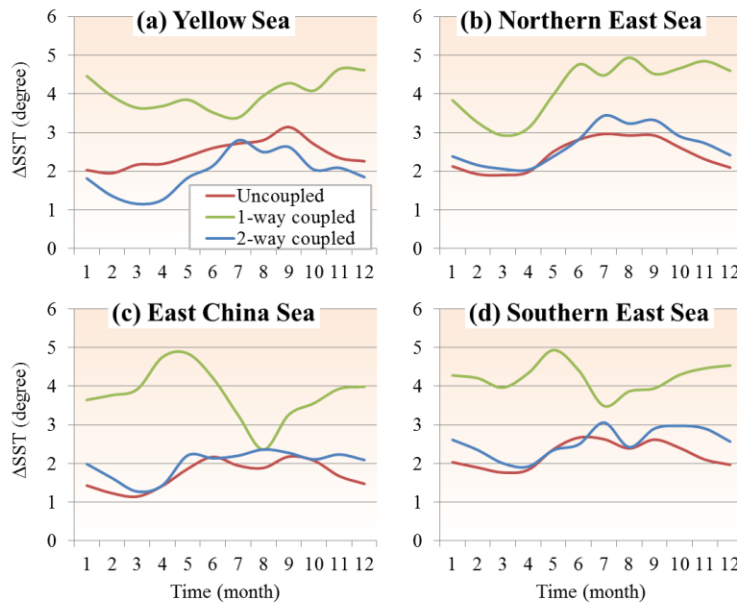 (a) Yellow Sea
(b) Northern East Sea
6
5
4
3
2
1
0
ΔSST (degree)
Uncoupled
1-way coupled
2-way coupled
1 2 3 4 5 6 7 8 9 10 11 12
6
5
4
3
2
1
0
1 2 3 4 5 6 7 8 9 10 11 12
(c) East China Sea
(d) Southern East Sea
6
5
4
3
2
1
0
ΔSST (degree)
1 2 3 4 5 6 7 8 9 10 11 12
Time (month)
6
5
4
3
2
1
0
1 2 3 4 5 6 7 8 9 10 11 12
Time (month)